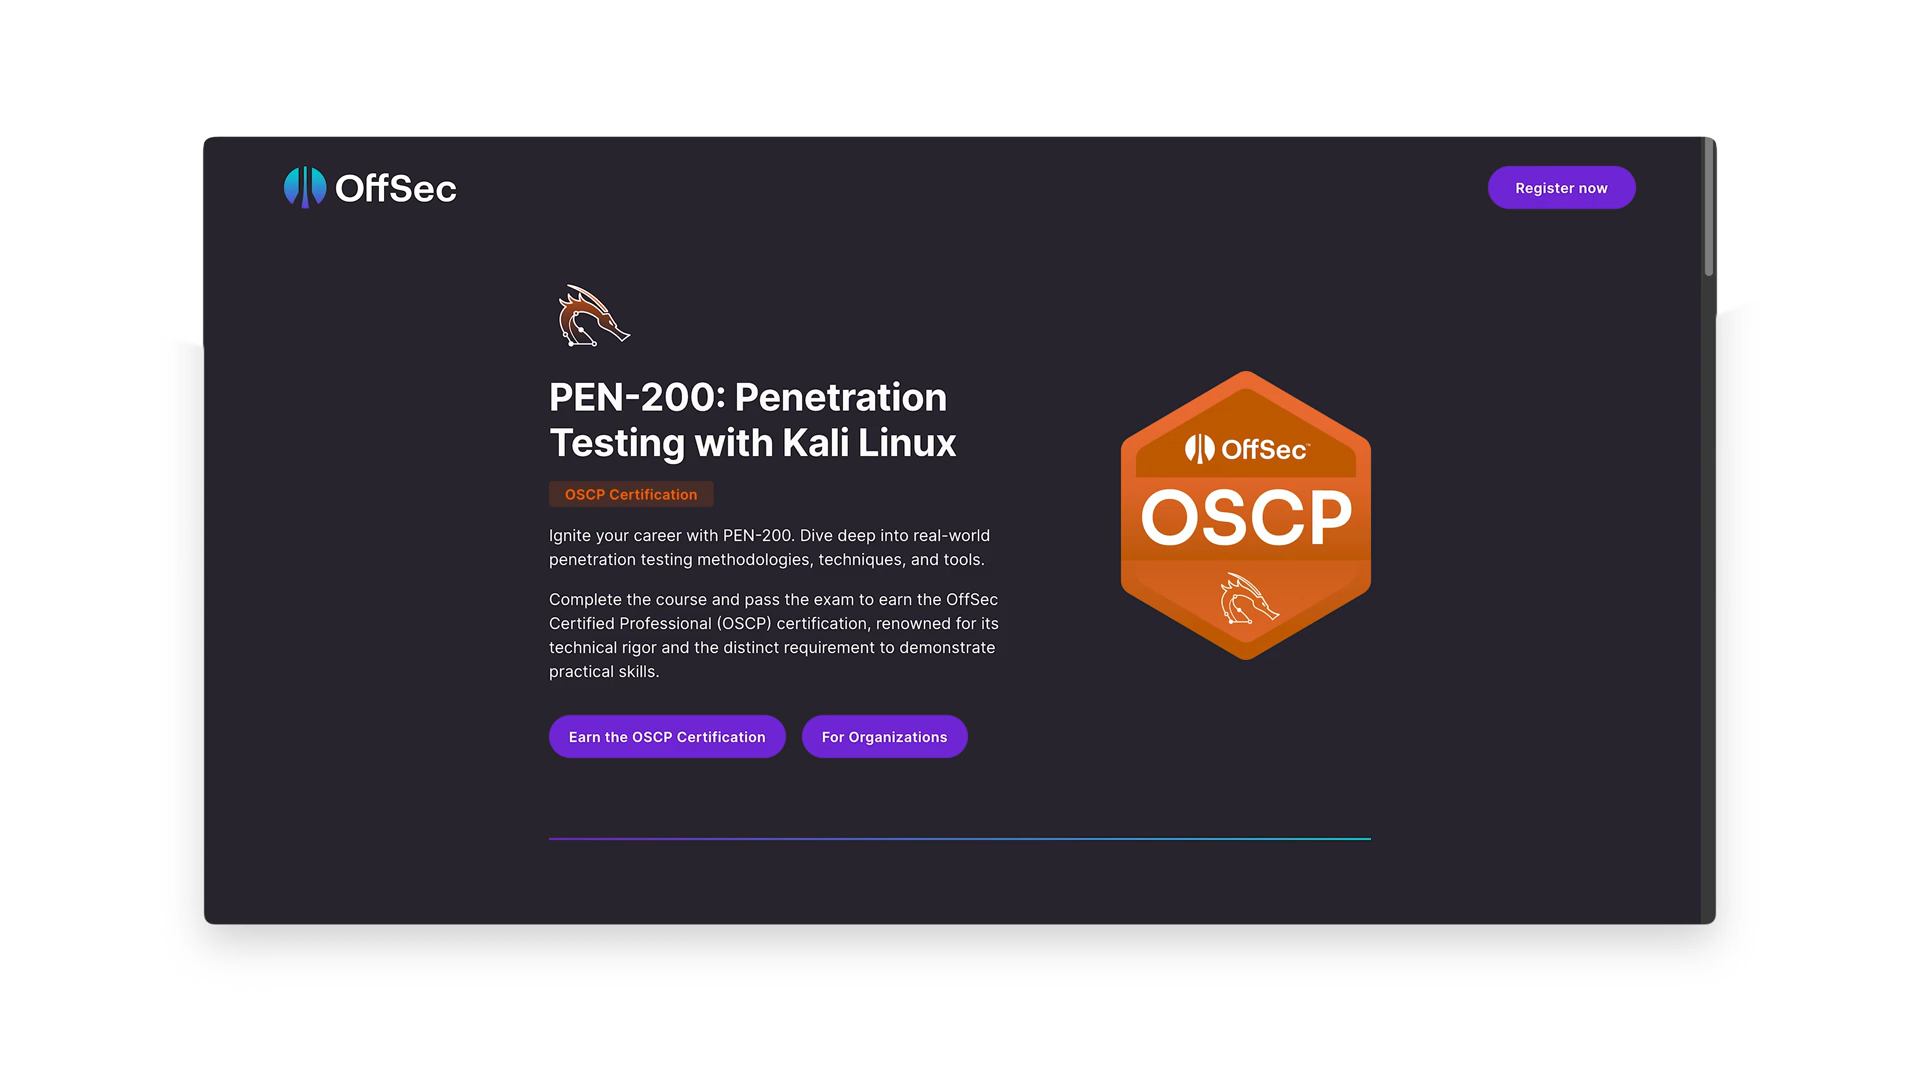 OffSec
Register now
PEN-200: Penetration
Testing with Kali Linux
OSCP Certification
Ignite your career with PEN-200. Dive deep into real-world
penetration testing methodologies, techniques, and tools.
Complete the course and pass the exam to earn the OffSec
Certified Professional (OSCP) certification, renowned for its
technical rigor and the distinct requirement to demonstrate
practical skills.
Earn the OSCP Certification
For Organizations
OffSec™
OSCP